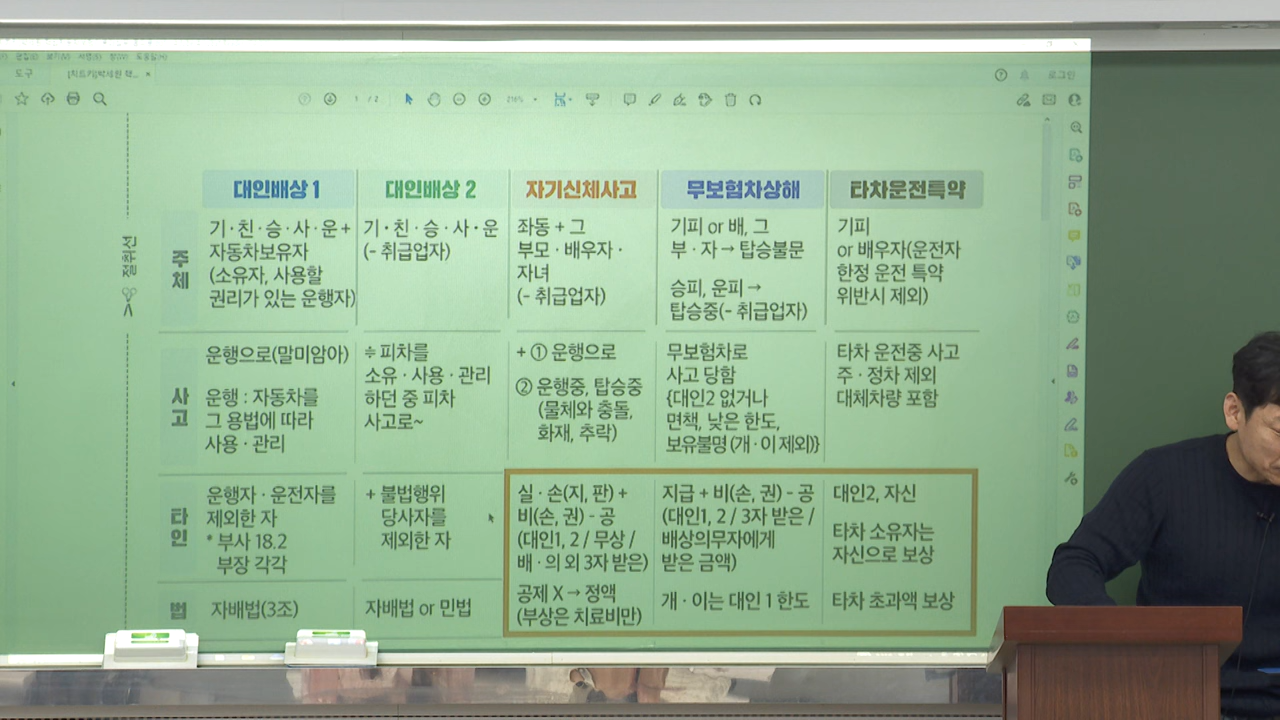 도구
로그인
1 / 2
절취선
대인배상 1
대인배상 2
자기신체사고
무보험차상해
타차운전특약
주체
기·친·승·사·운+
자동차보유자
(소유자, 사용할
권리가 있는 운행자)
기·친·승·사·운
(- 취급업자)
좌동 + 그
부모·배우자·
자녀
(- 취급업자)
기피 or 배, 그
부·자→탑승불문
승피, 운피→
탑승중(- 취급업자)
기피
or 배우자(운전자
한정 운전 특약
위반시 제외)
사고
운행으로(말미암아)
운행 : 자동차를
그 용법에 따라
사용·관리
÷ 피차를
소유·사용·관리
하던 중 피차
사고로~
+ ① 운행으로
② 운행중, 탑승중
(물체와 충돌,
화재, 추락)
무보험차로
사고 당함
{대인2 없거나
면책, 낮은 한도,
보유불명 (개·이 제외)}
타차 운전중 사고
주·정차 제외
대체차량 포함
타인
운행자·운전자를
제외한 자
* 부사 18.2
부장 각각
+ 불법행위
당사자를
제외한 자
실·손(지, 판) +
비(손, 권) - 공
(대인1, 2 / 무상 /
배·의 외 3자 받은)
공제 X → 정액
(부상은 치료비만)
지급 + 비(손, 권) - 공
(대인1, 2 / 3자 받은 /
배상의무자에게
받은 금액)
개·이는 대인 1 한도
대인2, 자신
타차 소유자는
자신으로 보상
타차 초과액 보상
법
자배법(3조)
자배법 or 민법